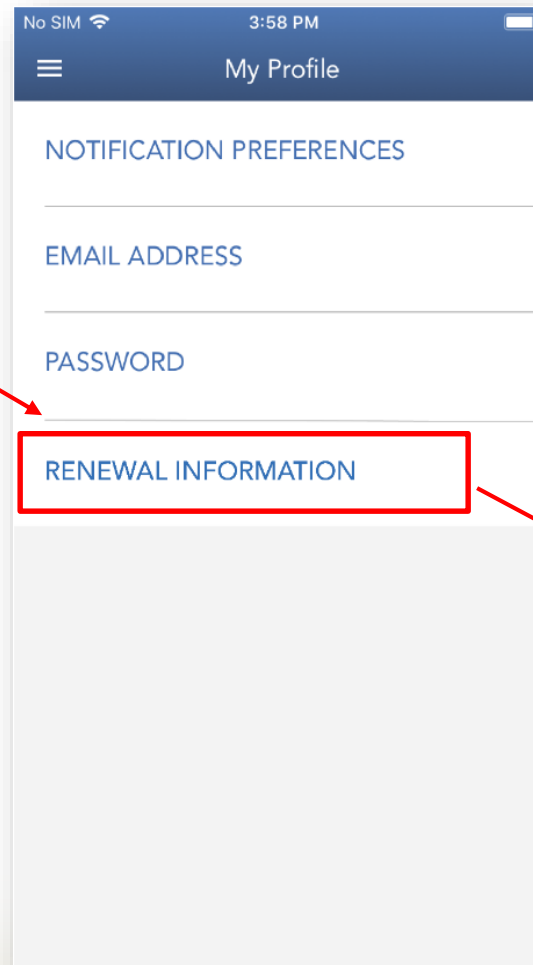 No SIM 3:58 PM
My Profile
NOTIFICATION PREFERENCES
EMAIL ADDRESS
PASSWORD
RENEWAL INFORMATION